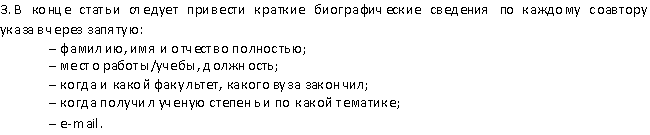 3. В конце статьи следует привести краткие биографические сведения по каждому соавтору
указав через запятую:
– фамилию, имя и отчество полностью;
– место работы/учебы, должность;
– когда и какой факультет, какого вуза закончил;
– когда получил ученую степень и по какой тематике;
– e-mail.